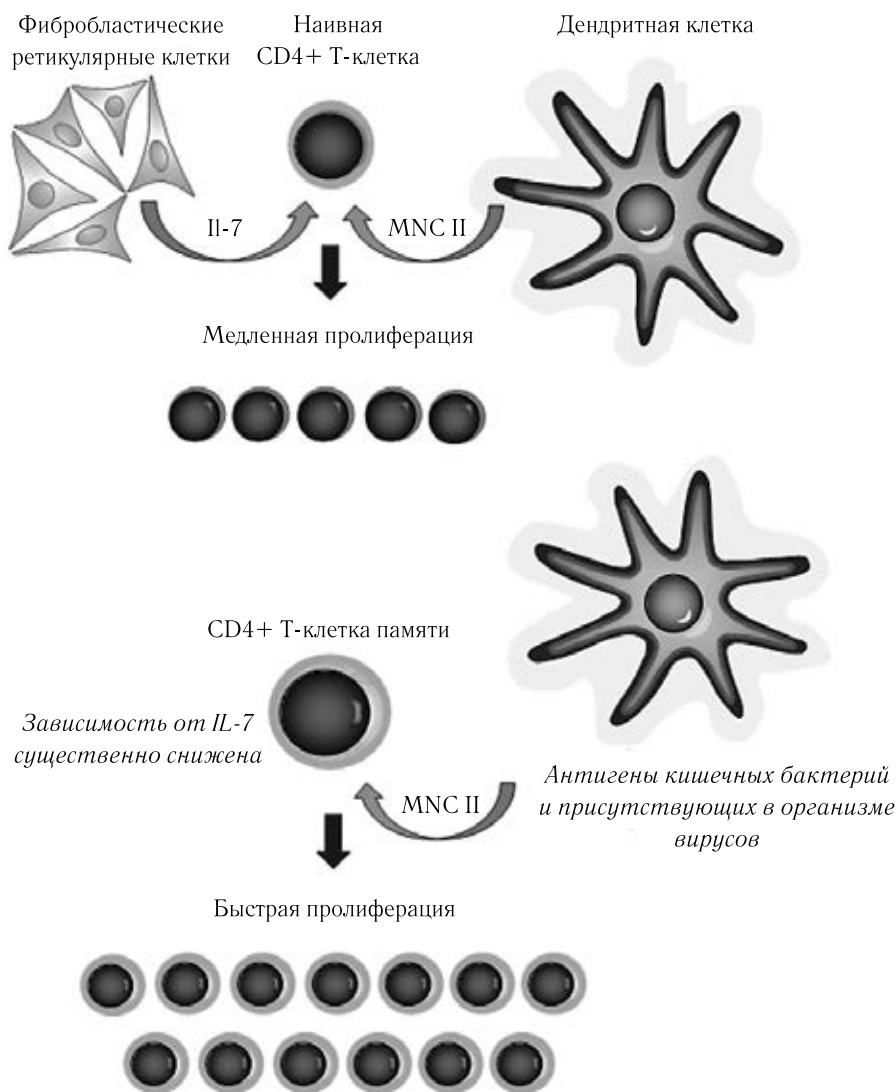 Фибробластические
ретикулярные клетки
Наивная
CD4+ Т-клетка
Дендритная клетка
Il-7
MNC II
Медленная пролиферация
CD4+ Т-клетка памяти
Зависимость от IL-7
существенно снижена
MNC II
Антигены кишечных бактерий
и присутствующих в организме
вирусов
Быстрая пролиферация